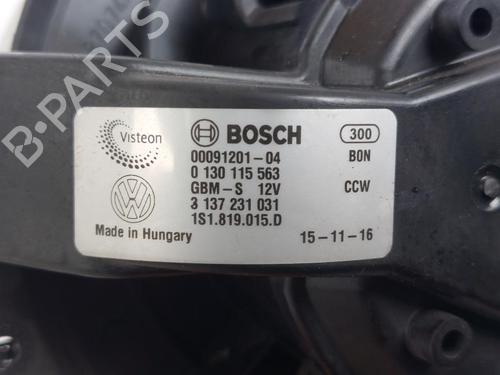 B-PARTS
Visteon
BOSCH
300
00091201-04
BON
0 130 115 563
GBM-S 12V
CCW
3 137 231 031
1S1.819.015.D
Made in Hungary
15-11-16